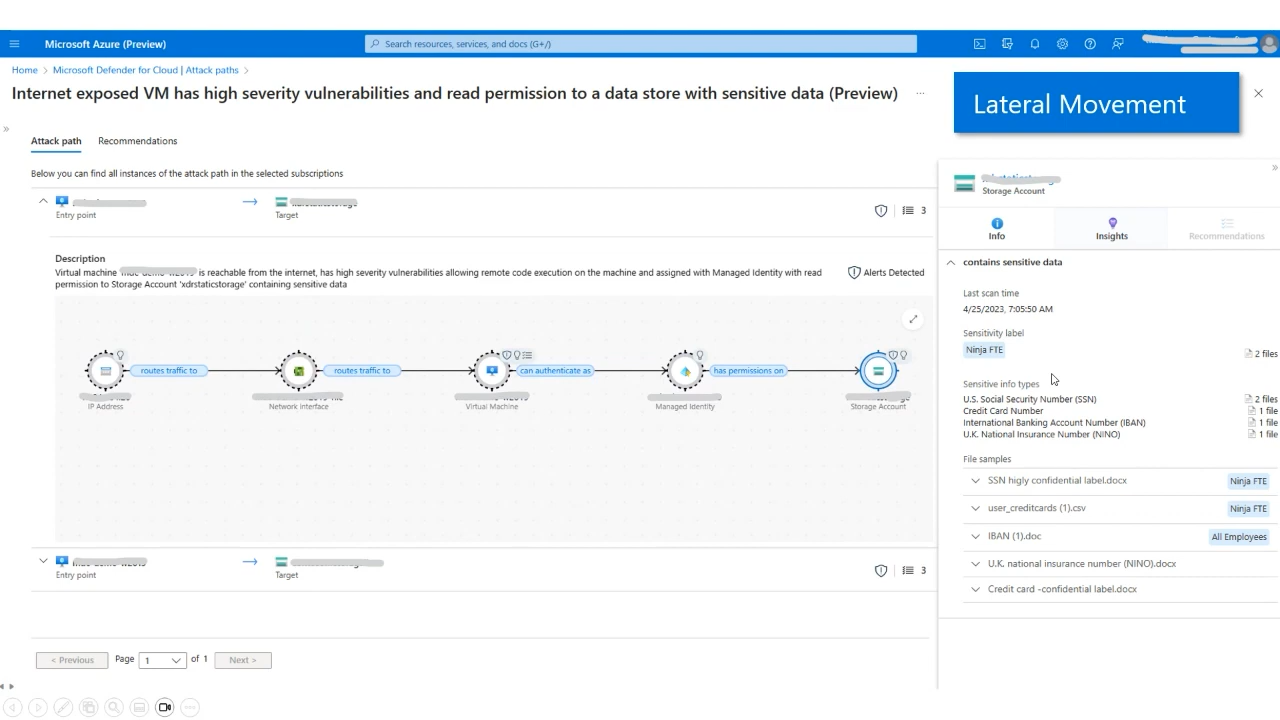 Microsoft Azure (Preview)
Search resources, services, and docs (G+/)
Home > Microsoft Defender for Cloud | Attack paths >
Internet exposed VM has high severity vulnerabilities and read permission to a data store with sensitive data (Preview) ...
Lateral Movement
Attack path Recommendations
Below you can find all instances of the attack path in the selected subscriptions
Entry point
Target
3
Description
Virtual machine is reachable from the internet, has high severity vulnerabilities allowing remote code execution on the machine and assigned with Managed Identity with read
permission to Storage Account 'xdrstaticstorage' containing sensitive data
Alerts Detected
routes traffic to
routes traffic to
can authenticate as
has permissions on
IP Address
Network Interface
Virtual Machine
Managed Identity
Storage Account
Entry point
Target
3
< Previous Page 1 of 1 Next >
Storage Account
Info Insights Recommendations
contains sensitive data
Last scan time
4/25/2023, 7:05:50 AM
Sensitivity label
Ninja FTE 2 files
Sensitive info types
U.S. Social Security Number (SSN) 2 files
Credit Card Number 1 file
International Banking Account Number (IBAN) 1 file
U.K. National Insurance Number (NINO) 1 file
File samples
SSN higly confidential label.docx Ninja FTE
user_creditcards (1).csv Ninja FTE
IBAN (1).doc All Employees
U.K. national insurance number (NINO).docx
Credit card -confidential label.docx